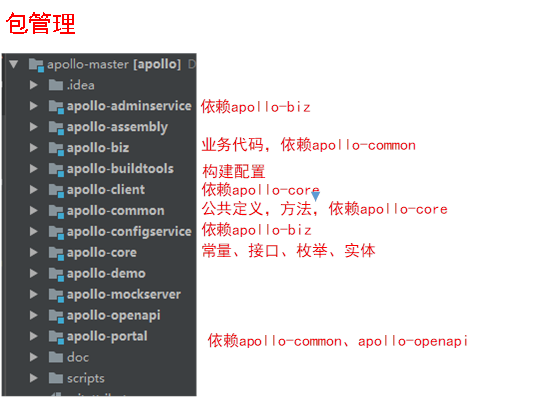 包管理
apollo-master [apollo] D
.idea
apollo-adminservice 依赖apollo-biz
apollo-assembly
apollo-biz 业务代码，依赖apollo-common
apollo-buildtools 构建配置
apollo-client 依赖apollo-core
apollo-common 公共定义，方法，依赖apollo-core
apollo-configservice 依赖apollo-biz
apollo-core 常量、接口、枚举、实体
apollo-demo
apollo-mockserver
apollo-openapi
apollo-portal 依赖apollo-common、apollo-openapi
doc
scripts